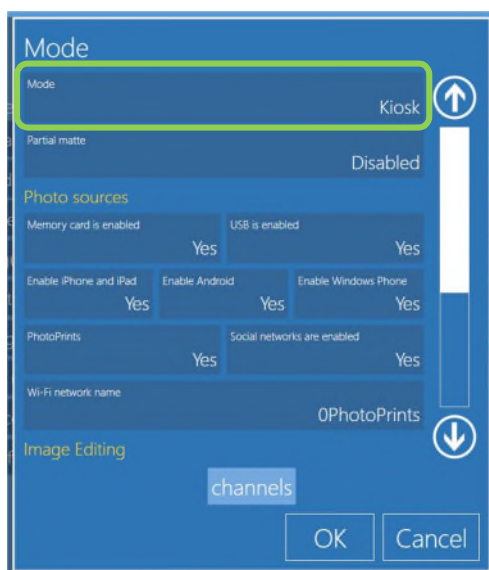 Mode
Mode
Kiosk
Partial matte
Disabled
Photo sources
Memory card is enabled
Yes
USB is enabled
Yes
Enable iPhone and iPad
Yes
Enable Android
Yes
Enable Windows Phone
Yes
PhotoPrints
Yes
Social networks are enabled
Yes
Wi-Fi network name
0PhotoPrints
Image Editing
channels
OK
Cancel